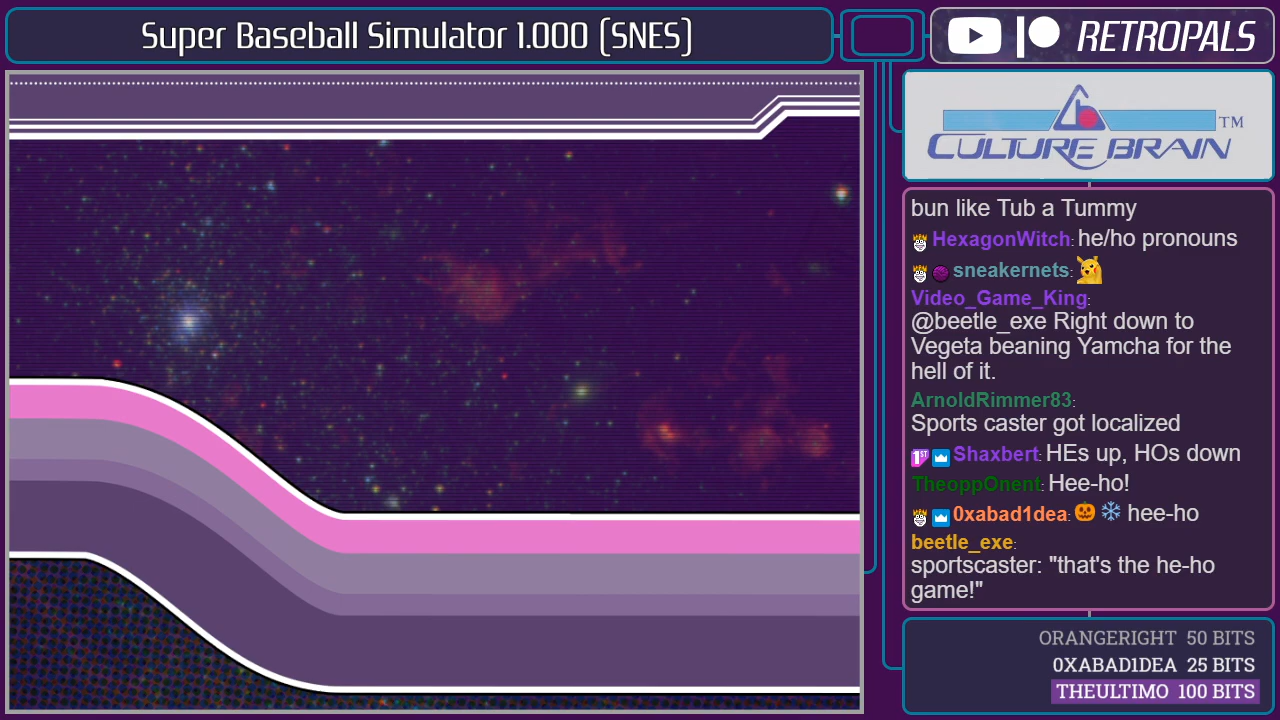 Super Baseball Simulator 1.000 (SNES)
RETROPALS
CULTURE BRAIN TM
bun like Tub a Tummy
HexagonWitch: he/ho pronouns
sneakernets:
Video_Game_King:
@beetle_exe Right down to
Vegeta beaning Yamcha for the
hell of it.
ArnoldRimmer83:
Sports caster got localized
1ST Shaxbert: HEs up, HOs down
TheoppOnent: Hee-ho!
0xabad1dea: 🎃 ❄ hee-ho
beetle_exe:
sportscaster: "that's the he-ho
game!"
ORANGERIGHT 50 BITS
0XABAD1DEA 25 BITS
THEULTIMO 100 BITS